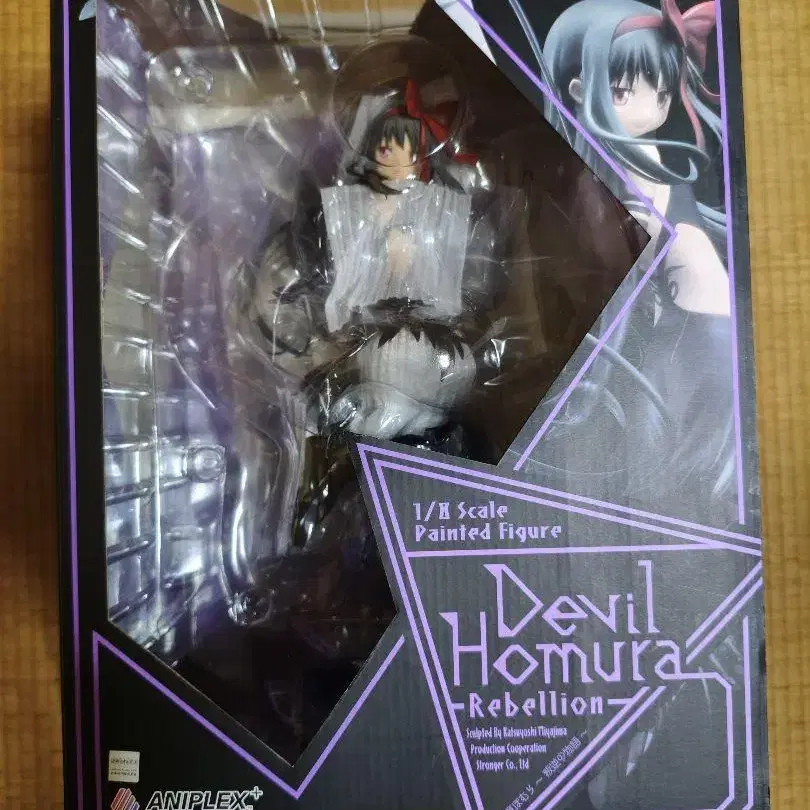 1/8 Scale
Painted Figure
Devil
Homura
Rebellion
Sculpted By Katsuyoshi Miyajima
Production Cooperation
Stronger Co., Ltd
ANIPLEX+